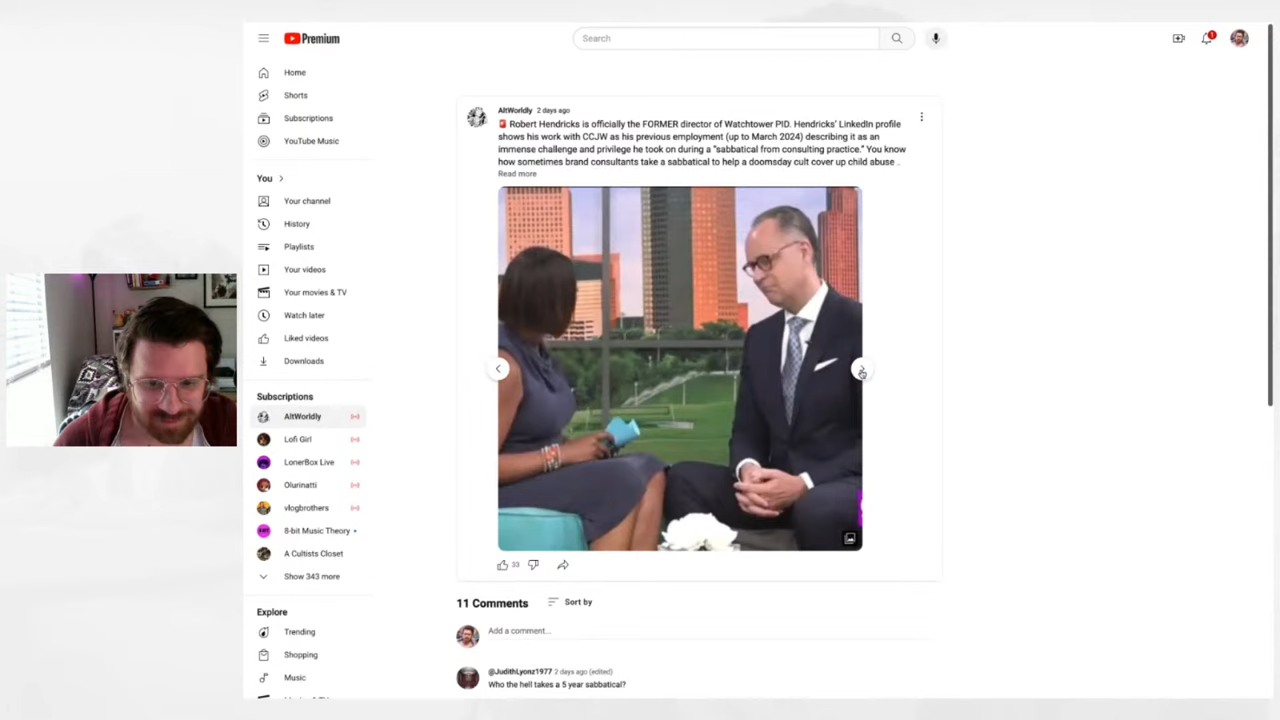 Premium
Search
1
Home
Shorts
Subscriptions
YouTube Music
You
Your channel
History
Playlists
Your videos
Your movies & TV
Watch later
Liked videos
Downloads
Subscriptions
AltWorldly
Lofi Girl
LonerBox Live
Olurinatti
vlogbrothers
8-bit Music Theory
A Cultists Closet
Show 343 more
Explore
Trending
Shopping
Music
AltWorldly 2 days ago
🚨 Robert Hendricks is officially the FORMER director of Watchtower PID. Hendricks' LinkedIn profile
shows his work with CCJW as his previous employment (up to March 2024) describing it as an
immense challenge and privilege he took on during a "sabbatical from consulting practice." You know
how sometimes brand consultants take a sabbatical to help a doomsday cult cover up child abuse ..
Read more
33
11 Comments
Sort by
Add a comment...
@JudithLyonz1977 2 days ago (edited)
Who the hell takes a 5 year sabbatical?